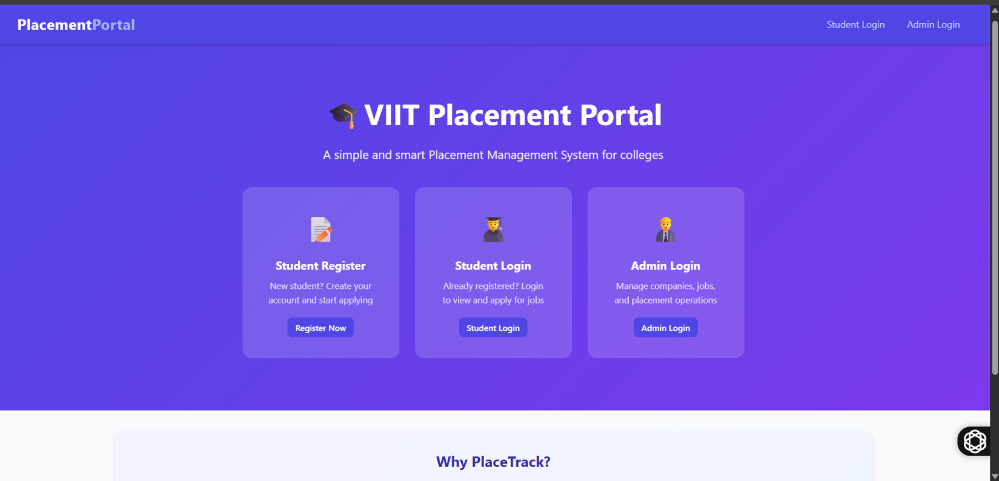 PlacementPortal
Student Login
Admin Login
VIIT Placement Portal
A simple and smart Placement Management System for colleges
Student Register
New student? Create your
account and start applying
Register Now
Student Login
Already registered? Login
to view and apply for jobs
Student Login
Admin Login
Manage companies, jobs,
and placement operations
Admin Login
Why PlaceTrack?